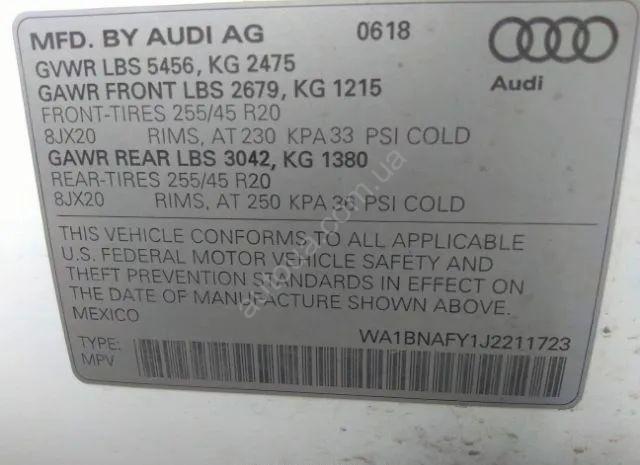 MFD. BY AUDI AG 0618
GVWR LBS 5456, KG 2475
Audi
GAWR FRONT LBS 2679, KG 1215
FRONT-TIRES 255/45 R20
8JX20 RIMS, AT 230 KPA 33 PSI COLD
GAWR REAR LBS 3042, KG 1380
REAR-TIRES 255/45 R20
8JX20 RIMS, AT 250 KPA 36 PSI COLD
THIS VEHICLE CONFORMS TO ALL APPLICABLE
U.S. FEDERAL MOTOR VEHICLE SAFETY AND
THEFT PREVENTION STANDARDS IN EFFECT ON
THE DATE OF MANUFACTURE SHOWN ABOVE.
MEXICO
WA1BNAFY1J2211723
TYPE:
MPV
autoua.com.ua